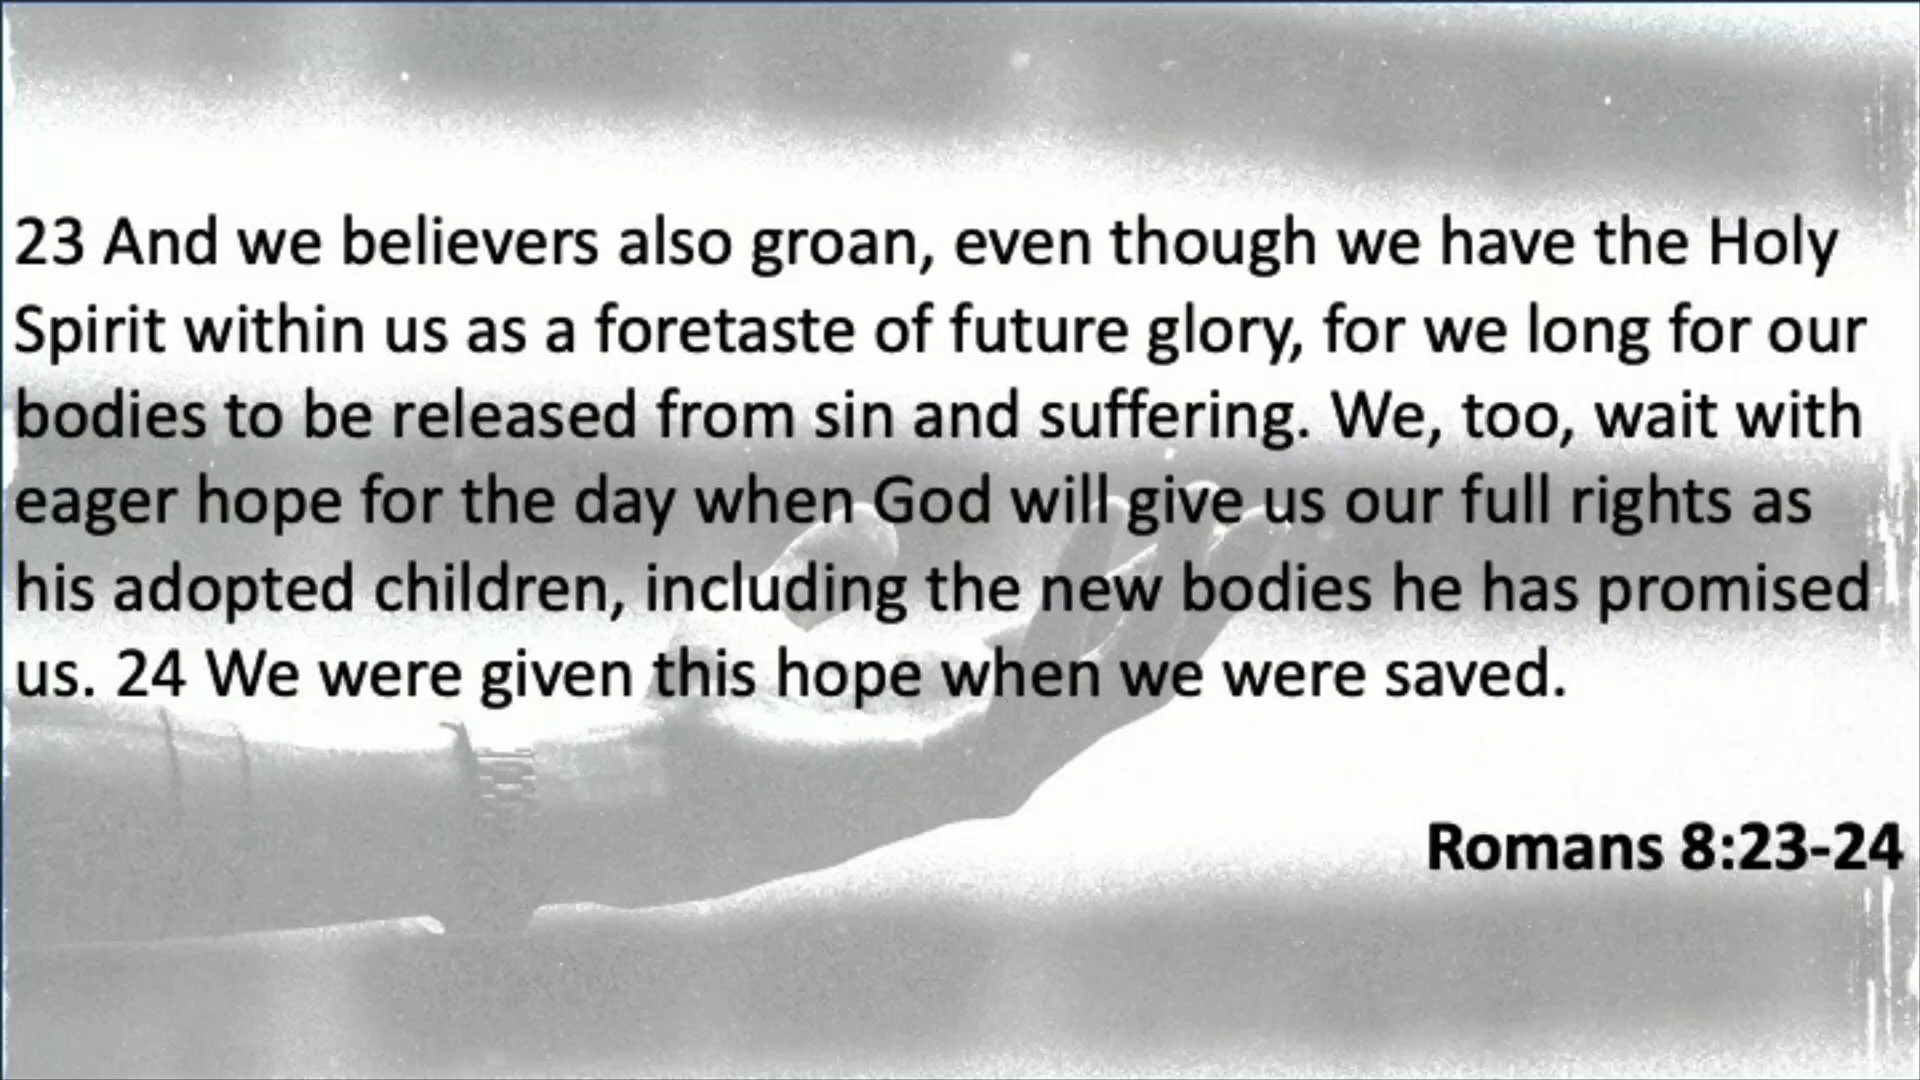 23 And we believers also groan, even though we have the Holy
Spirit within us as a foretaste of future glory, for we long for our
bodies to be released from sin and suffering. We, too, wait with
eager hope for the day when God will give us our full rights as
his adopted children, including the new bodies he has promised
us. 24 We were given this hope when we were saved.
Romans 8:23-24